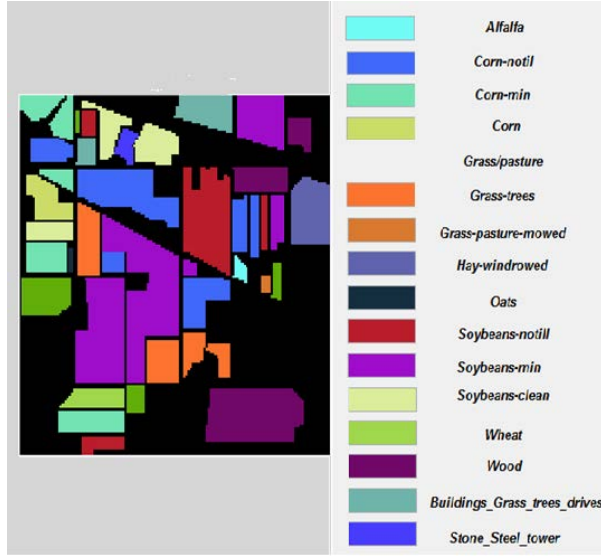 Alfalfa
Corn-notil
Corn-min
Corn
Grass/pasture
Grass-trees
Grass-pasture-mowed
Hay-windrowed
Oats
Soybeans-notill
Soybeans-min
Soybeans-clean
Wheat
Wood
Buildings_Grass_trees_drives
Stone_Steel_tower